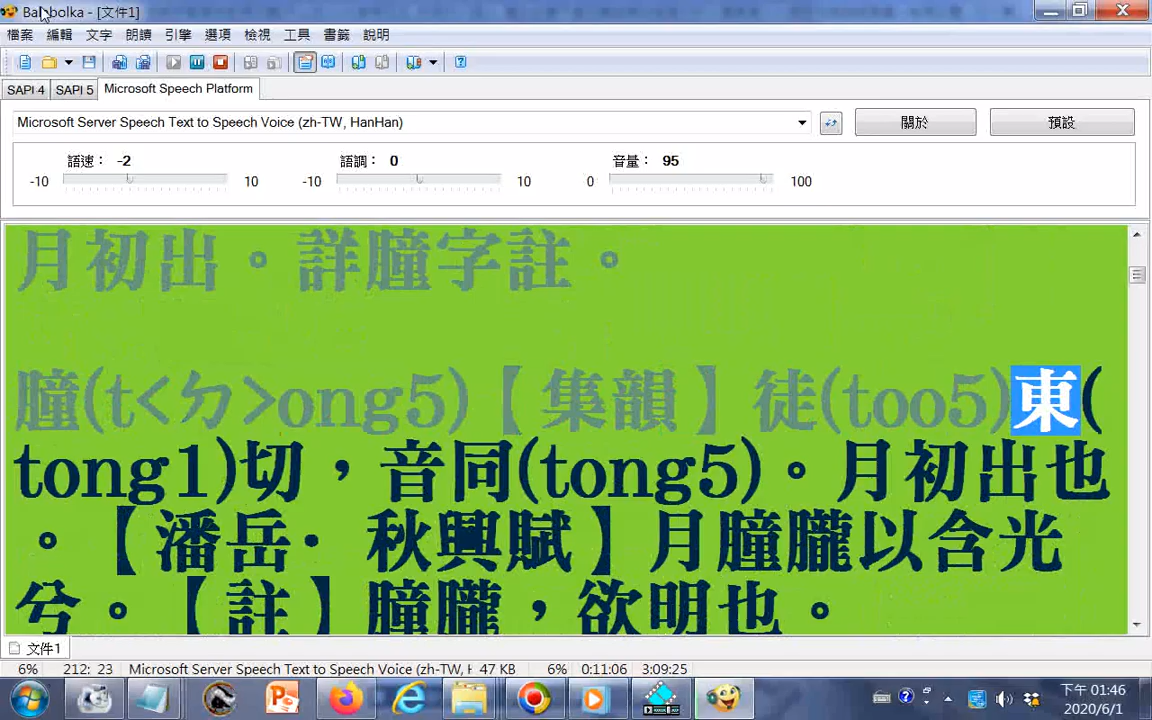 Balabolka - [文件1]
檔案 編輯 文字 朗讀 引擎 選項 檢視 工具 書籤 說明
SAPI 4 SAPI 5 Microsoft Speech Platform
Microsoft Server Speech Text to Speech Voice (zh-TW, HanHan) 關於 預設
語速： -2 語調： 0 音量： 95
-10 10 -10 10 0 100
月初出。詳朣字註。
朣(t<ㄉ>ong5)【集韻】徒(too5)東(
tong1)切，音同(tong5)。月初出也
。【潘岳·秋興賦】月朣朧以含光
兮。【註】朣朧，欲明也。
文件1
6% 212: 23 Microsoft Server Speech Text to Speech Voice (zh-TW, H 47 KB 6% 0:11:06 3:09:25
下午 01:46
2020/6/1